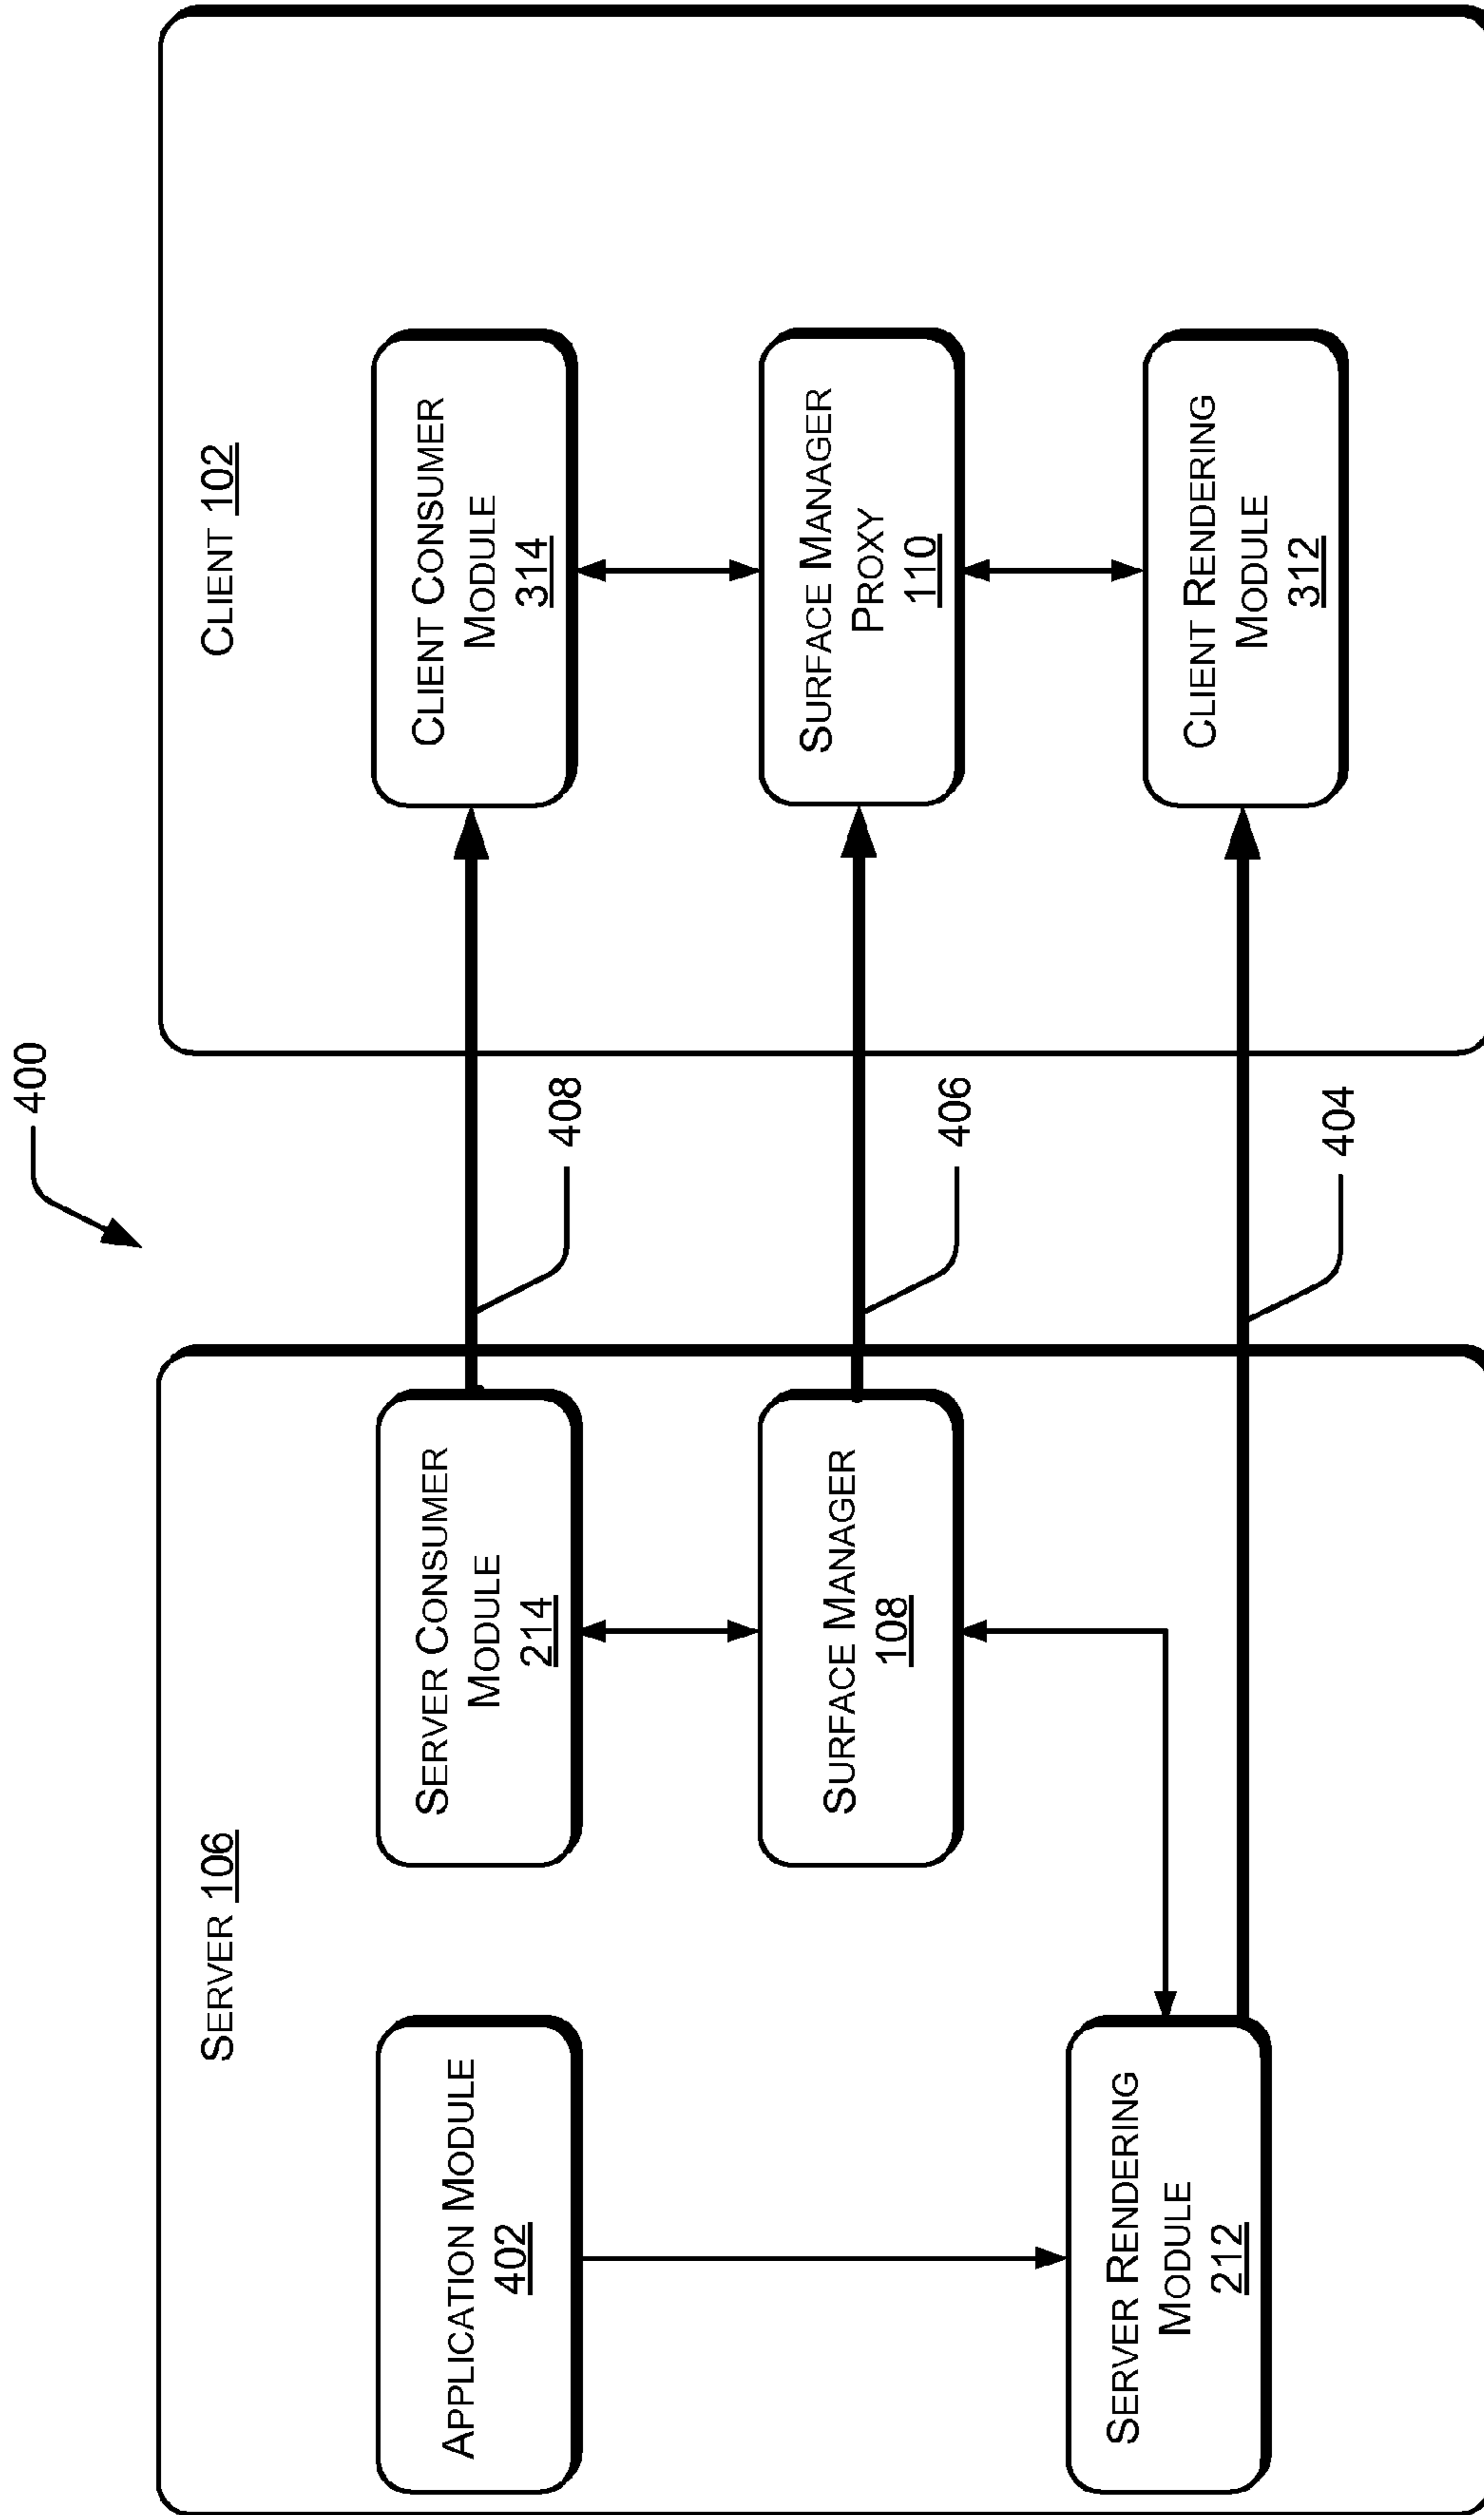 400
SERVER 106
APPLICATION MODULE
402
SERVER CONSUMER
MODULE
214
SURFACE MANAGER
108
SERVER RENDERING
MODULE
212
408
406
404
CLIENT 102
CLIENT CONSUMER
MODULE
314
SURFACE MANAGER
PROXY
110
CLIENT RENDERING
MODULE
312